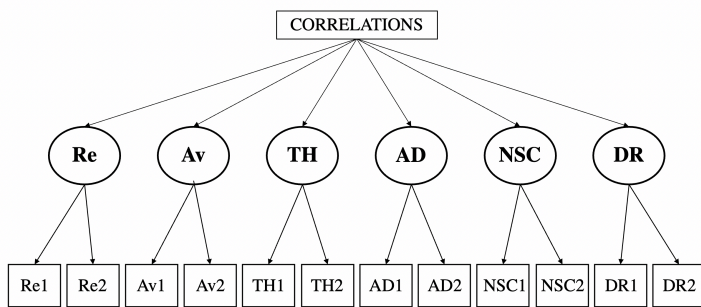 CORRELATIONS
Re Av TH AD NSC DR
Re1 Re2 Av1 Av2 TH1 TH2 AD1 AD2 NSC1 NSC2 DR1 DR2